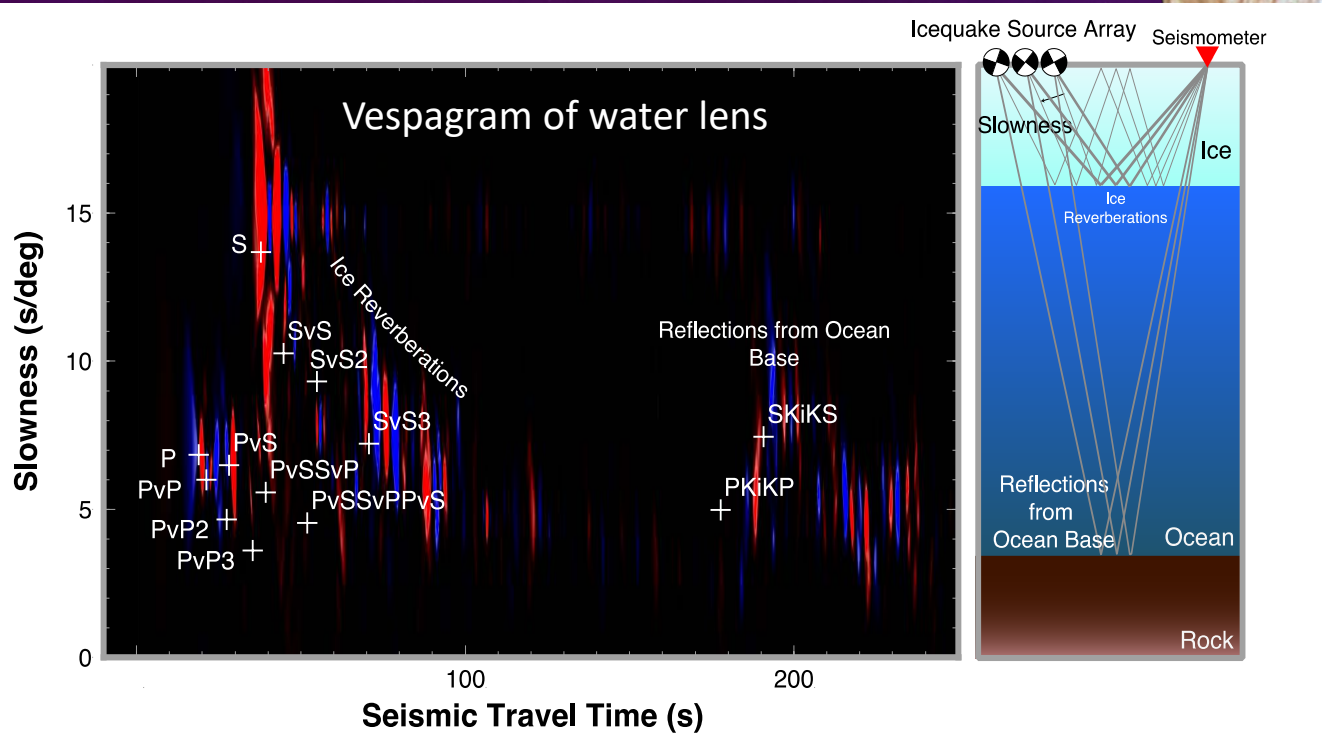 Icequake Source Array
Seismometer
Vespagram of water lens
Slowness
Ice
Ice
Reverberations
15
S
Ice Reverberations
SvS
SvS2
Reflections from Ocean
Base
10
SvS3
SKiKS
P
PvS
PvP
PvSSvP
PvSSvPPvS
PKiKP
5
PvP2
PvP3
Reflections
from
Ocean Base
Ocean
Rock
0
100
200
Slowness (s/deg)
Seismic Travel Time (s)